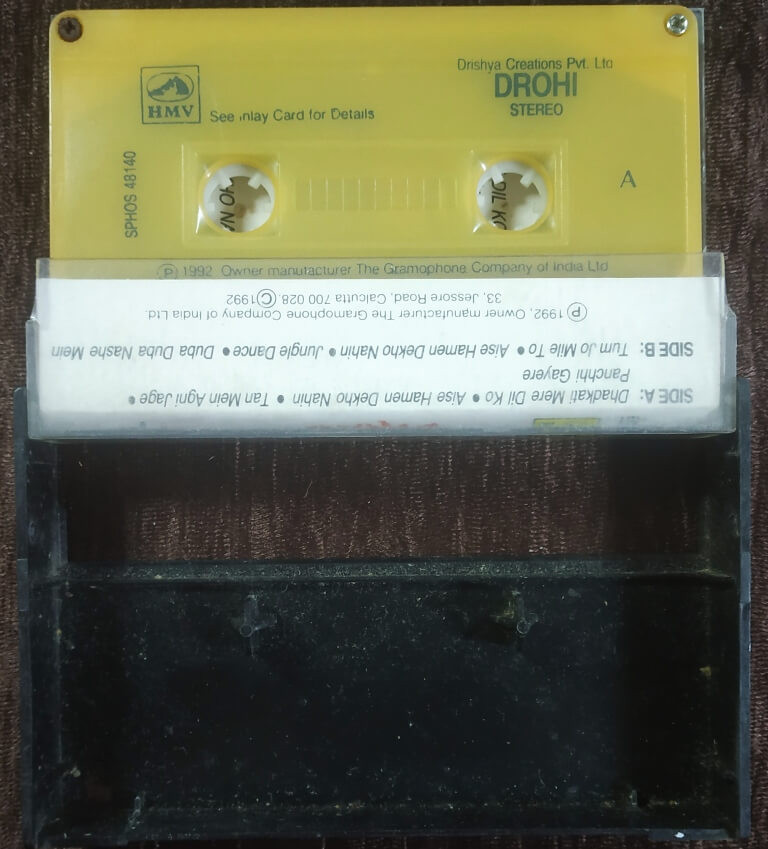 Drishya Creations Pvt. Ltd
DROHI
STEREO
HMV
See Inlay Card for Details
SPHOS 48140
A
Ⓟ 1992 Owner manufacturer The Gramophone Company of India Ltd
SIDE A: Dhadkati Mere Dil Ko • Aise Hamen Dekho Nahin • Tan Mein Agni Jage •
Panchhi Gayere
SIDE B: Tum Jo Mile To • Aise Hamen Dekho Nahin • Jungle Dance • Duba Duba Nashe Mein
Ⓟ 1992, Owner manufacturer The Gramophone Company of India Ltd.
33, Jessore Road, Calcutta 700 028 © 1992